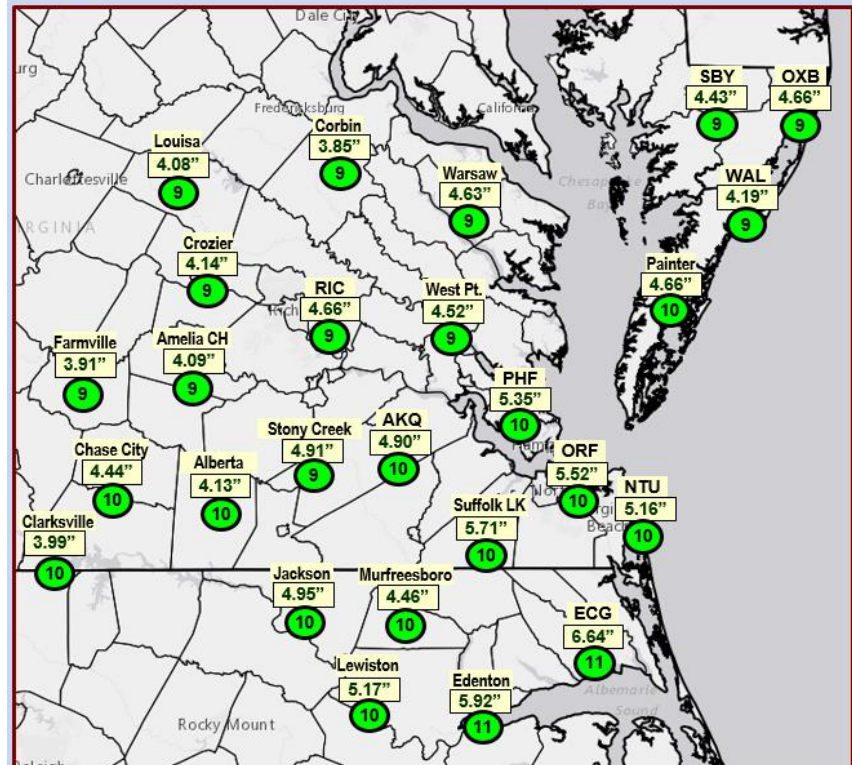 Dale City
urg
SBY
OXB
4.43”
4.66”
9
9
Fredericksburg
California
Corbin
3.85”
9
Louisa
4.08”
9
Charlottesville
Warsaw
4.63”
9
Chesapeake
Bay
WAL
4.19”
9
VIRGINIA
Crozier
4.14”
9
Painter
4.66”
10
RIC
4.66”
9
West Pt.
4.52”
9
Farmville
3.91”
9
Amelia CH
4.09”
9
PHF
5.35”
10
Stony Creek
4.91”
9
AKQ
4.90”
10
Chase City
4.44”
10
Alberta
4.13”
10
ORF
5.52”
10
NTU
5.16”
10
Beach
Suffolk LK
5.71”
10
Clarksville
3.99”
10
Jackson
4.95”
10
Murfreesboro
4.46”
10
ECG
6.64”
11
Lewiston
5.17”
10
Edenton
5.92”
11
Albemarle
Sound
Rocky Mount